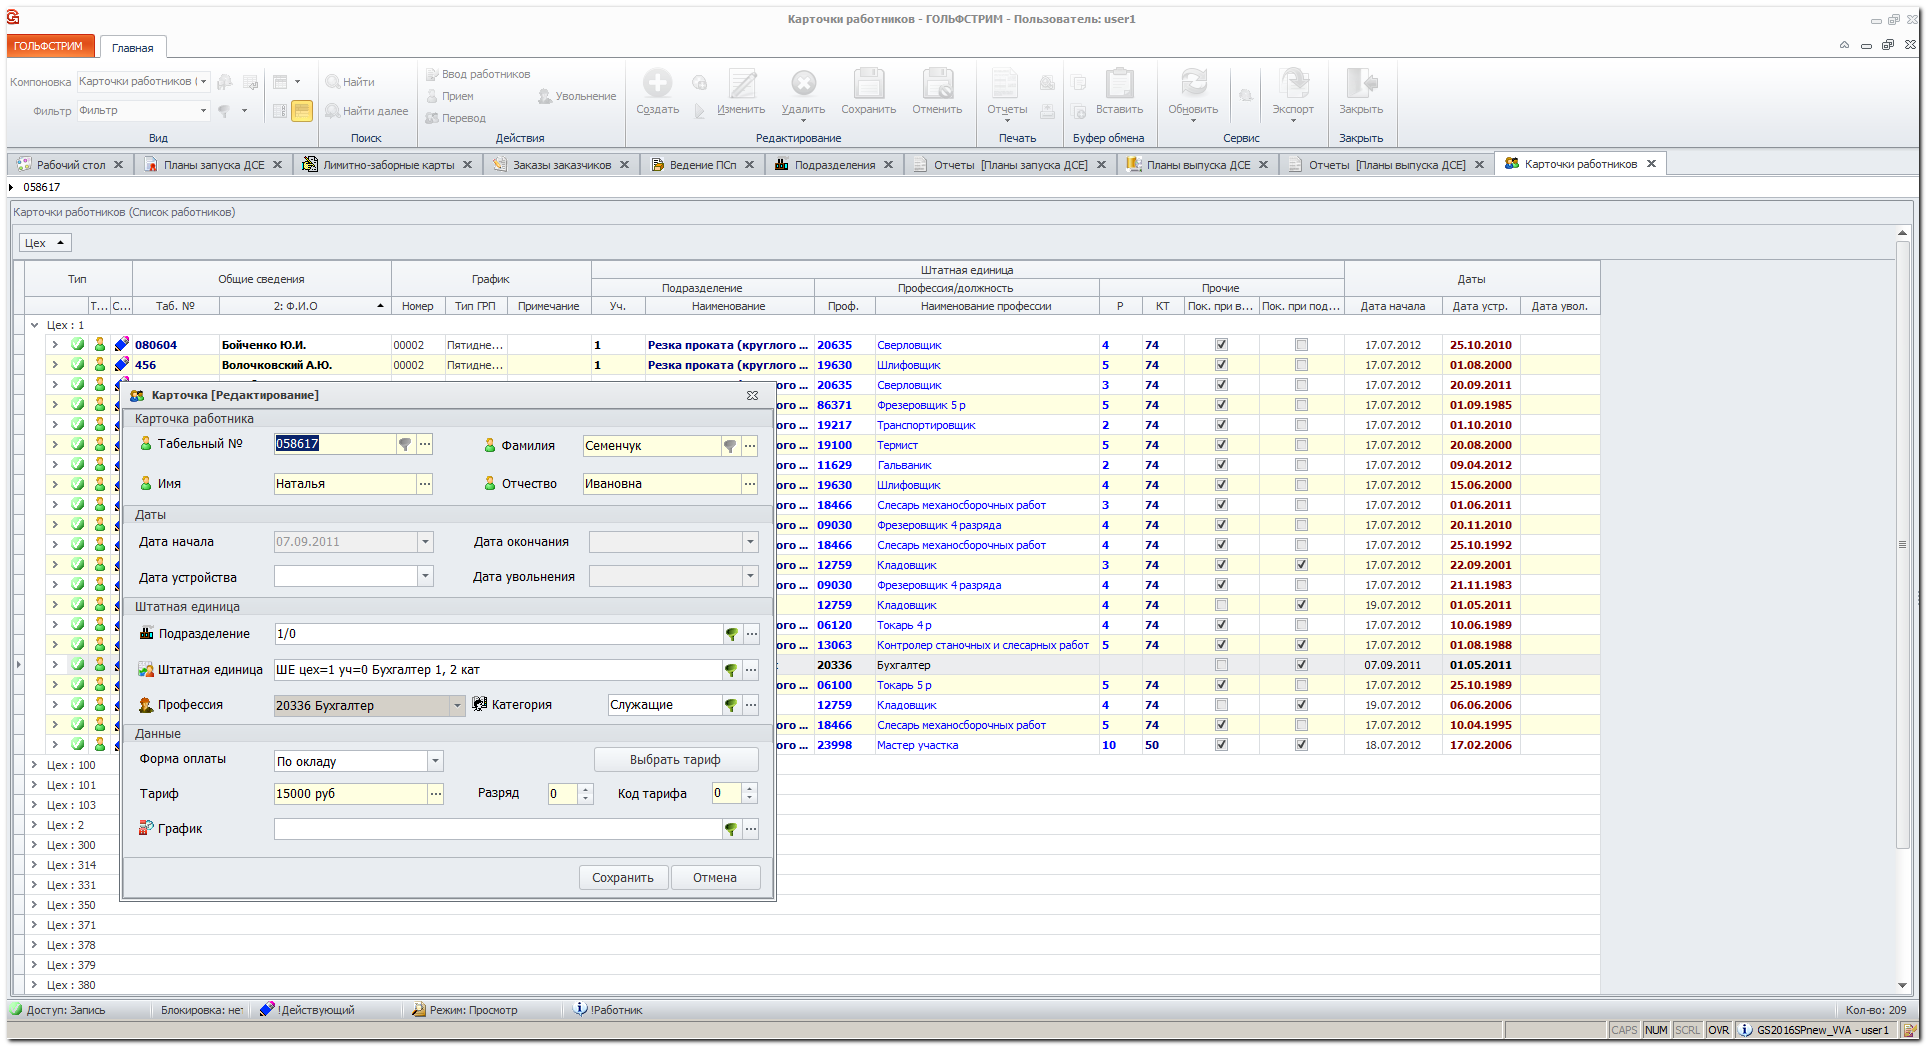 Карточки работников - ГОЛЬФСТРИМ - Пользователь: user1
ГОЛЬФСТРИМ Главная
Компоновка Карточки работников ( Найти Ввод работников
Прием Увольнение Создать Изменить Удалить Сохранить Отменить Отчеты Вставить Обновить Экспорт Закрыть
Фильтр Фильтр Найти далее Перевод
Вид Поиск Действия Редактирование Печать Буфер обмена Сервис Закрыть
Рабочий стол Планы запуска ДСЕ Лимитно-заборные карты Заказы заказчиков Ведение ПСп Подразделения Отчеты [Планы запуска ДСЕ] Планы выпуска ДСЕ Отчеты [Планы выпуска ДСЕ] Карточки работников
058617
Карточки работников (Список работников)
Цех
Тип Общие сведения График Штатная единица Даты
Подразделение Профессия/должность Прочие
Т... С... Таб. № 2: Ф.И.О Номер Тип ГРП Примечание Уч. Наименование Проф. Наименование профессии Р КТ Пок. при в... Пок. при под... Дата начала Дата устр. Дата увол.
Цех : 1
080604 Бойченко Ю.И. 00002 Пятидне... 1 Резка проката (круглого ... 20635 Сверловщик 4 74 17.07.2012 25.10.2010
456 Волочковский А.Ю. 00002 Пятидне... 1 Резка проката (круглого ... 19630 Шлифовщик 5 74 17.07.2012 01.08.2000
ого ... 20635 Сверловщик 3 74 17.07.2012 20.09.2011
ого ... 86371 Фрезеровщик 5 р 5 74 17.07.2012 01.09.1985
ого ... 19217 Транспортировщик 2 74 17.07.2012 01.10.2010
ого ... 19100 Термист 5 74 17.07.2012 20.08.2000
ого ... 11629 Гальваник 2 74 17.07.2012 09.04.2012
ого ... 19630 Шлифовщик 4 74 17.07.2012 15.06.2000
ого ... 18466 Слесарь механосборочных работ 3 74 17.07.2012 01.06.2011
ого ... 09030 Фрезеровщик 4 разряда 4 74 17.07.2012 20.11.2010
ого ... 18466 Слесарь механосборочных работ 4 74 17.07.2012 25.10.1992
ого ... 12759 Кладовщик 3 74 17.07.2012 22.09.2001
ого ... 09030 Фрезеровщик 4 разряда 4 74 17.07.2012 21.11.1983
12759 Кладовщик 4 74 19.07.2012 01.05.2011
ого ... 06120 Токарь 4 р 4 74 17.07.2012 10.06.1989
ого ... 13063 Контролер станочных и слесарных работ 5 74 17.07.2012 01.08.1988
20336 Бухгалтер 07.09.2011 01.05.2011
ого ... 06100 Токарь 5 р 5 74 17.07.2012 25.10.1989
12759 Кладовщик 4 74 19.07.2012 06.06.2006
ого ... 18466 Слесарь механосборочных работ 5 74 17.07.2012 10.04.1995
ого ... 23998 Мастер участка 10 50 18.07.2012 17.02.2006
Цех : 100
Цех : 101
Цех : 103
Цех : 2
Цех : 300
Цех : 314
Цех : 331
Цех : 350
Цех : 371
Цех : 378
Цех : 379
Цех : 380
Карточка [Редактирование]
Карточка работника
Табельный № 058617 Фамилия Семенчук
Имя Наталья Отчество Ивановна
Даты
Дата начала 07.09.2011 Дата окончания
Дата устройства Дата увольнения
Штатная единица
Подразделение 1/0
Штатная единица ШЕ цех=1 уч=0 Бухгалтер 1, 2 кат
Профессия 20336 Бухгалтер Категория Служащие
Данные
Форма оплаты По окладу Выбрать тариф
Тариф 15000 руб Разряд 0 Код тарифа 0
График
Сохранить Отмена
Доступ: Запись Блокировка: нет !Действующий Режим: Просмотр !Работник Кол-во: 209
CAPS NUM SCRL OVR GS2016SPnew_VVA - user1